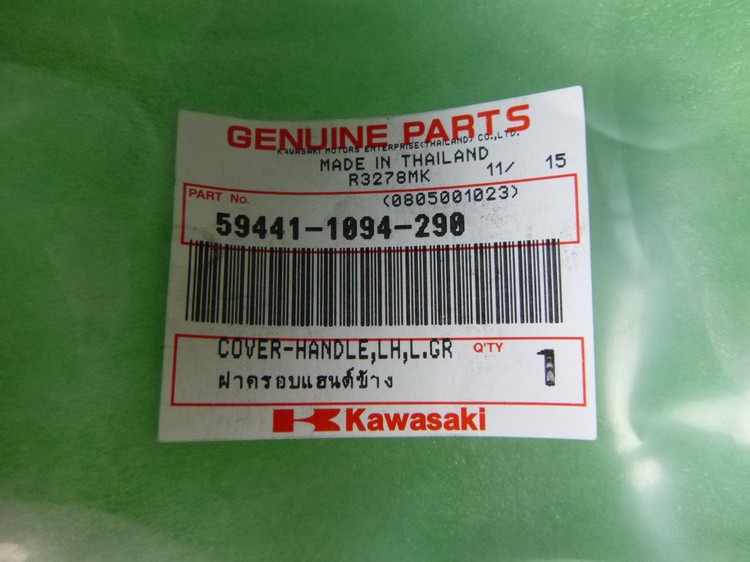 GENUINE PARTS
KAWASAKI MOTORS ENTERPRISE(THAILAND) CO.,LTD.
MADE IN THAILAND
R3278MK 11/ 15
PART No. (0805001023)
59441-1094-290
COVER-HANDLE,LH,L.GR Q'TY 1
ฝาครอบแฮนด์ข้าง
Kawasaki